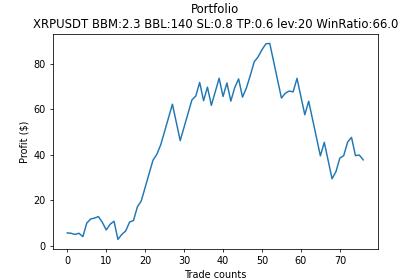 Portfolio
XRPUSDT BBM:2.3 BBL:140 SL:0.8 TP:0.6 lev:20 WinRatio:66.0
80
60
40
20
0
Profit ($)
0 10 20 30 40 50 60 70
Trade counts